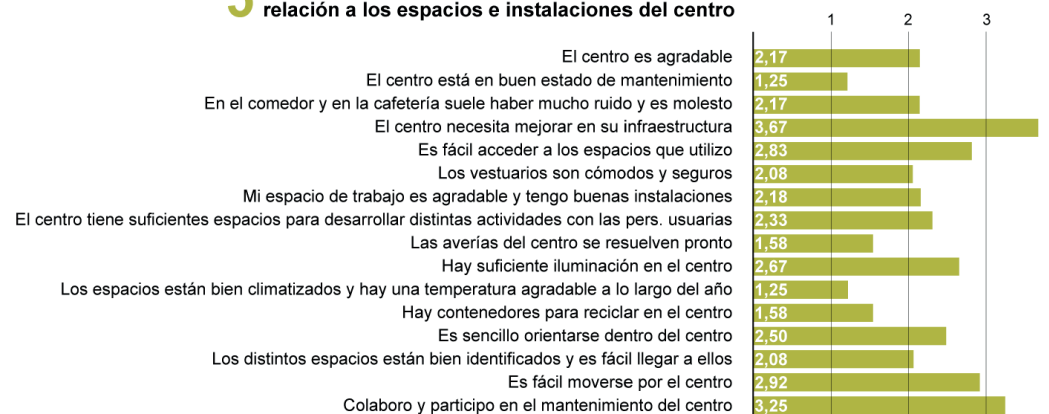 relación a los espacios e instalaciones del centro
1 2 3
El centro es agradable 2,17
El centro está en buen estado de mantenimiento 1,25
En el comedor y en la cafetería suele haber mucho ruido y es molesto 2,17
El centro necesita mejorar en su infraestructura 3,67
Es fácil acceder a los espacios que utilizo 2,83
Los vestuarios son cómodos y seguros 2,08
Mi espacio de trabajo es agradable y tengo buenas instalaciones 2,18
El centro tiene suficientes espacios para desarrollar distintas actividades con las pers. usuarias 2,33
Las averías del centro se resuelven pronto 1,58
Hay suficiente iluminación en el centro 2,67
Los espacios están bien climatizados y hay una temperatura agradable a lo largo del año 1,25
Hay contenedores para reciclar en el centro 1,58
Es sencillo orientarse dentro del centro 2,50
Los distintos espacios están bien identificados y es fácil llegar a ellos 2,08
Es fácil moverse por el centro 2,92
Colaboro y participo en el mantenimiento del centro 3,25